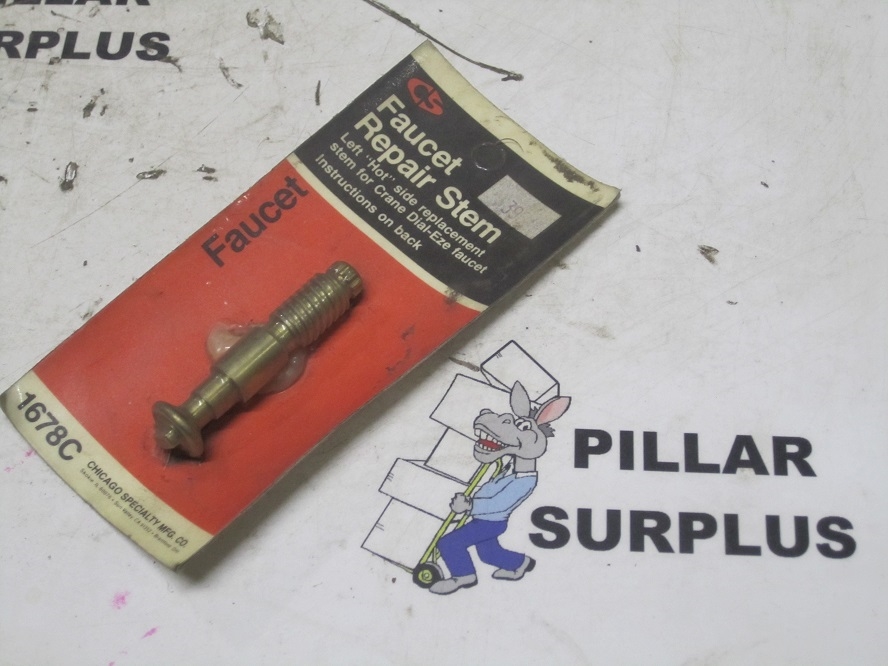 RPLUS
CS
Faucet
Repair Stem
Left "Hot" side replacement
stem for Crane Dial-Eze faucet
Instructions on back
Faucet
1678C
CHICAGO SPECIALTY MFG. CO.
PILLAR
SURPLUS